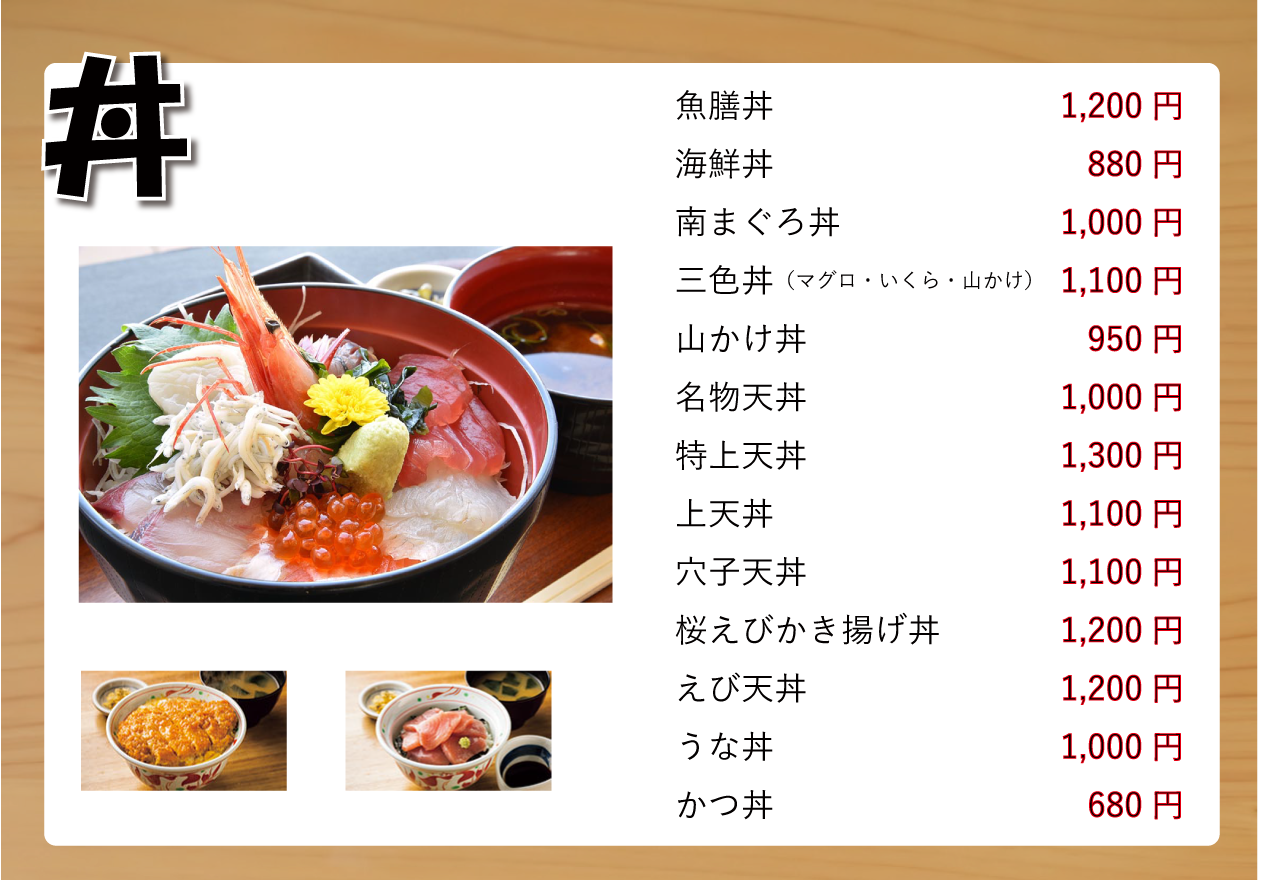 丼
魚膳丼 1,200 円
海鮮丼 880 円
南まぐろ丼 1,000 円
三色丼（マグロ・いくら・山かけ） 1,100 円
山かけ丼 950 円
名物天丼 1,000 円
特上天丼 1,300 円
上天丼 1,100 円
穴子天丼 1,100 円
桜えびかき揚げ丼 1,200 円
えび天丼 1,200 円
うな丼 1,000 円
かつ丼 680 円